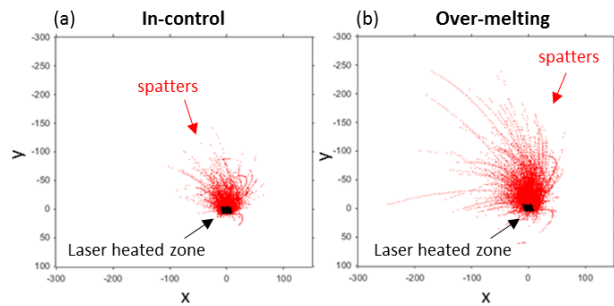 (a) In-control
-300
-250
-200
-150
-100
-50
0
50
100
-300 -200 -100 0 100
y
x
spatters
Laser heated zone
(b) Over-melting
-300
-250
-200
-150
-100
-50
0
50
100
-300 -200 -100 0 100
y
x
spatters
Laser heated zone